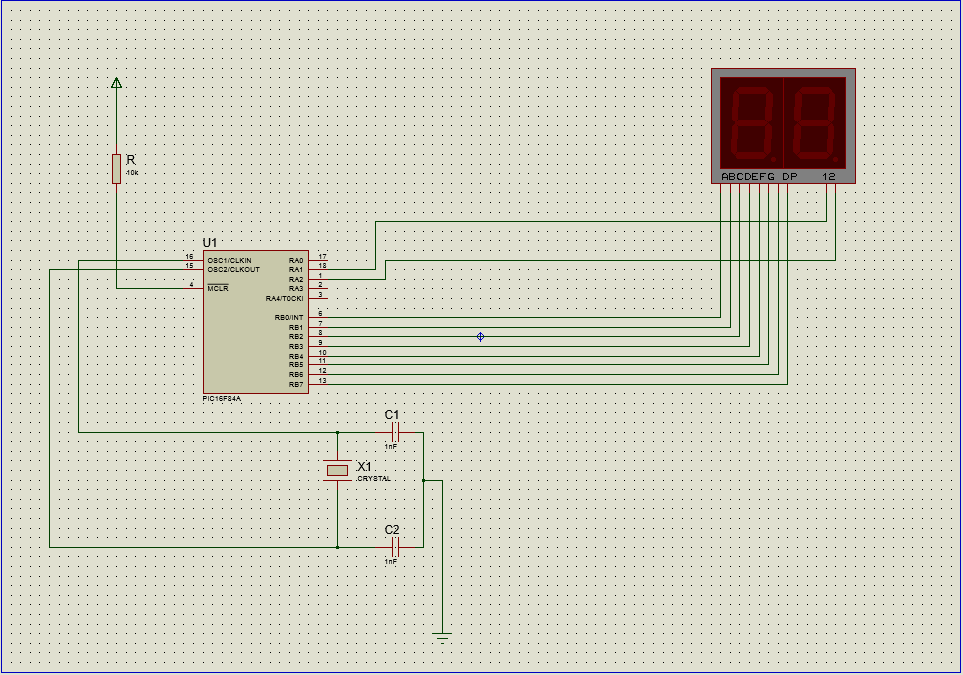 ABCDEFG DP 12
R
10k
U1
16 OSC1/CLKIN RA0 17
15 OSC2/CLKOUT RA1 18
RA2 1
4 MCLR RA3 2
RA4/T0CKI 3
RB0/INT 6
RB1 7
RB2 8
RB3 9
RB4 10
RB5 11
RB6 12
RB7 13
PIC16F84A
C1
1nF
X1
CRYSTAL
C2
1nF